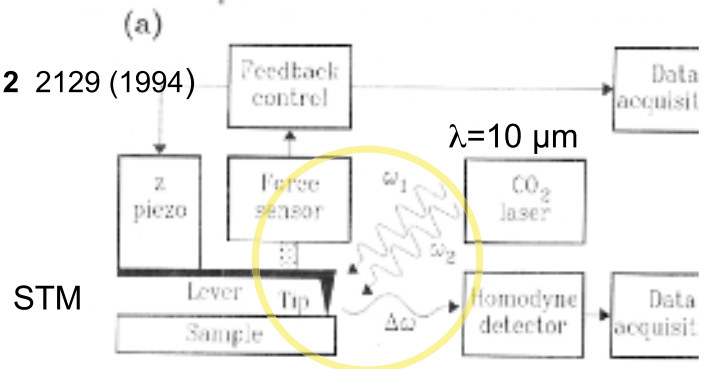 (a)
2 2129 (1994)
Feedback
control
Data
acquisit
λ=10 µm
z
piezo
Force
sensor
ω1
ω2
CO2
laser
STM
Lever
Tip
Sample
Δω
Homodyne
detector
Data
acquisit